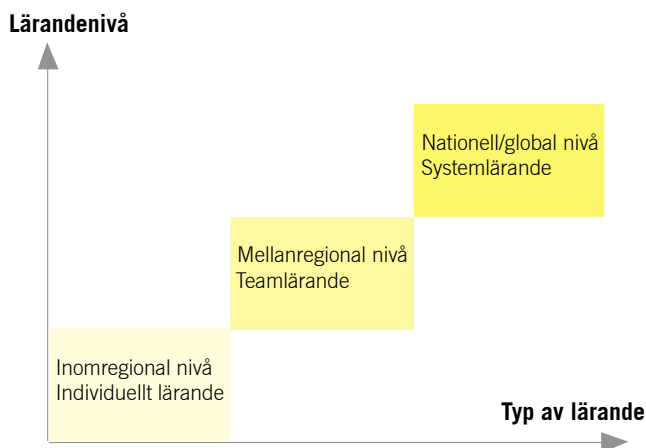 Lärandenivå
Nationell/global nivå
Systemlärande
Mellanregional nivå
Teamlärande
Inomregional nivå
Individuellt lärande
Typ av lärande